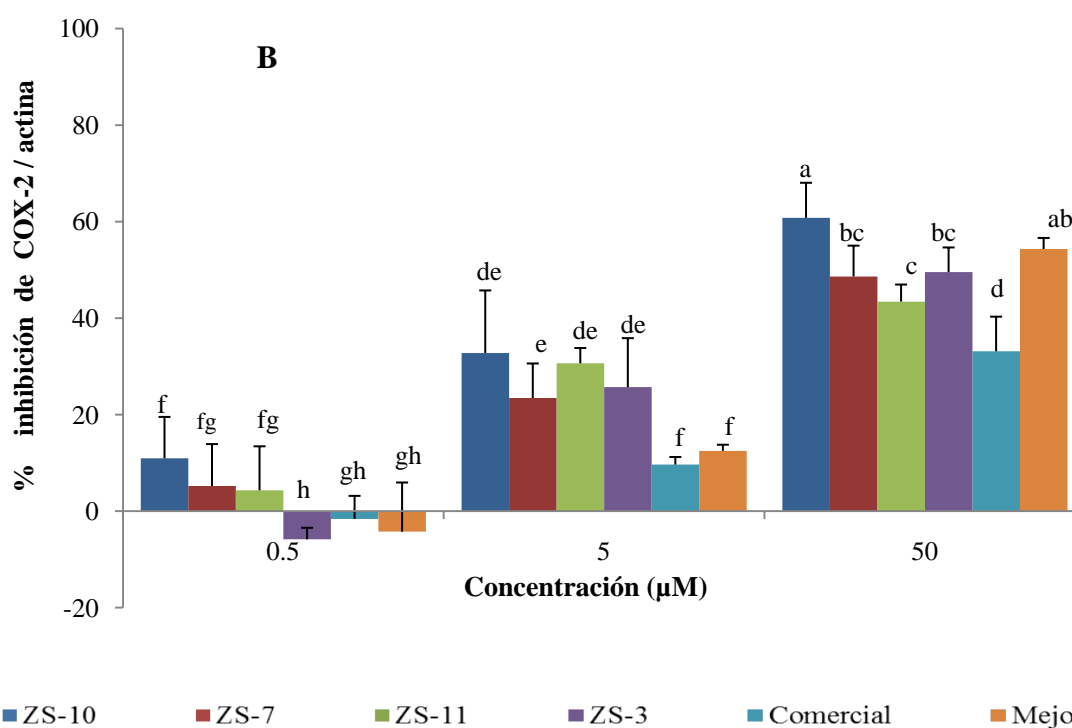 B
% inhibición de COX-2 / actina
100
80
60
40
20
0
-20
f fg fg h gh gh
de e de de f f
a bc c bc d ab
0.5 5 50
Concentración (µM)
ZS-10 ZS-7 ZS-11 ZS-3 Comercial Mejo